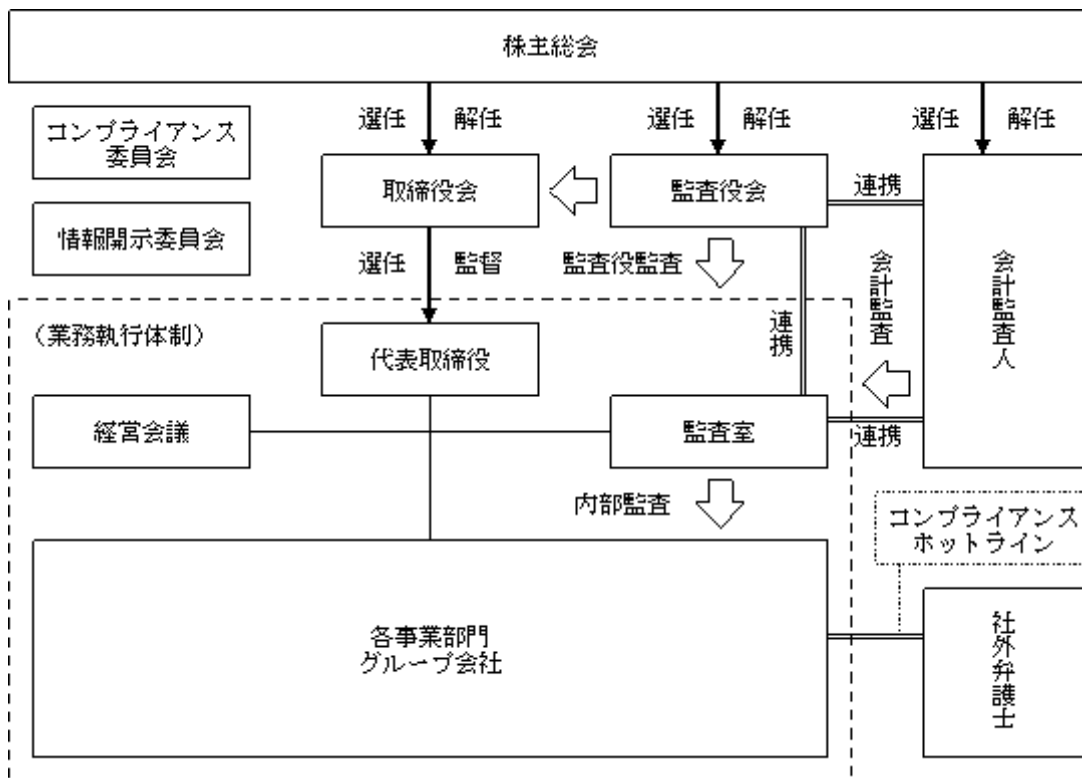 株主総会
選任 解任
選任 解任
選任 解任
コンプライアンス
委員会
取締役会
監査役会
連携
情報開示委員会
選任 監督
監査役監査
会計監査
会計監査人
(業務執行体制)
代表取締役
連携
経営会議
監査室
連携
内部監査
コンプライアンス
ホットライン
各事業部門
グループ会社
社外弁護士